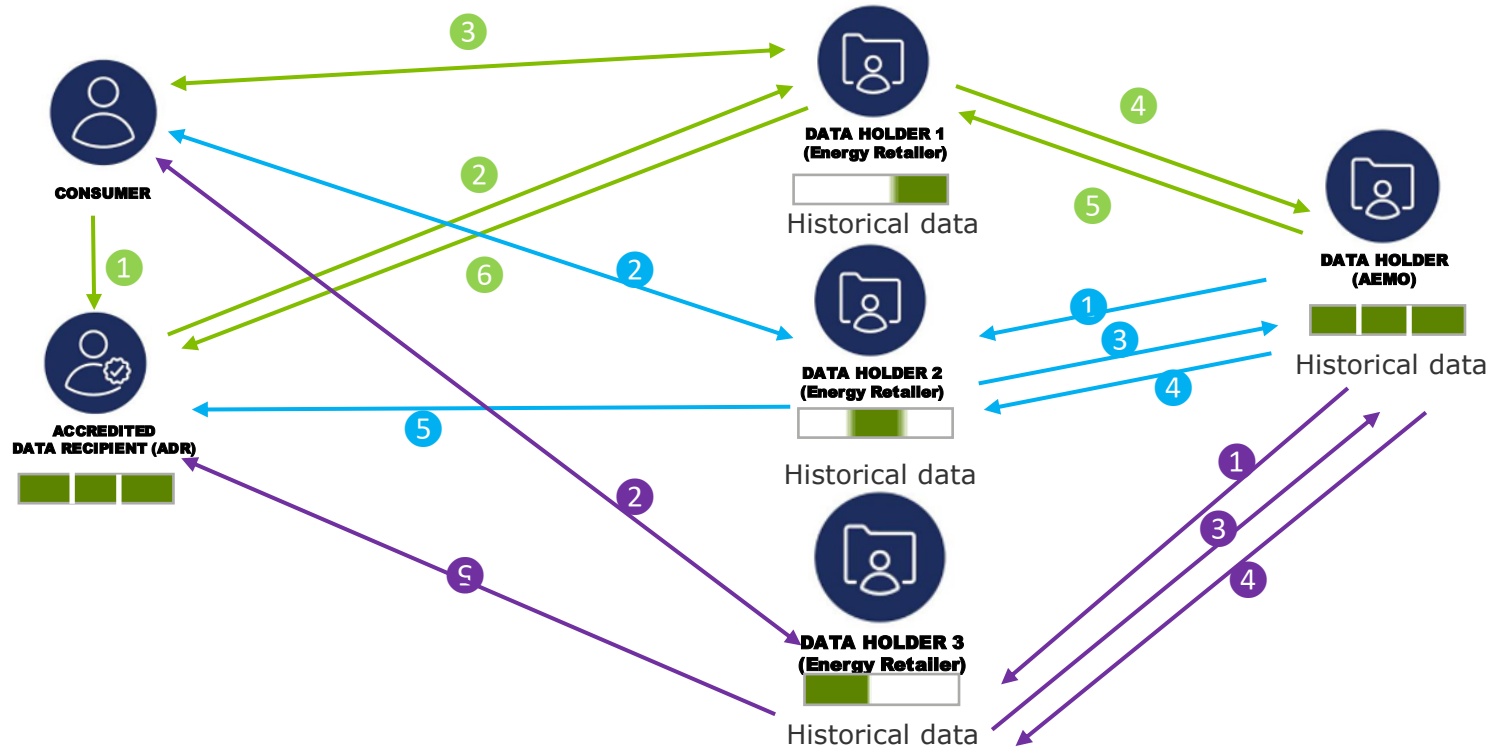 3
4
DATA HOLDER 1
(Energy Retailer)
CONSUMER
2
Historical data
5
1
6
2
DATA HOLDER
(AEMO)
1
3
Historical data
DATA HOLDER 2
(Energy Retailer)
4
5
ACCREDITED
DATA RECIPIENT (ADR)
Historical data
1
2
3
5
4
DATA HOLDER 3
(Energy Retailer)
Historical data